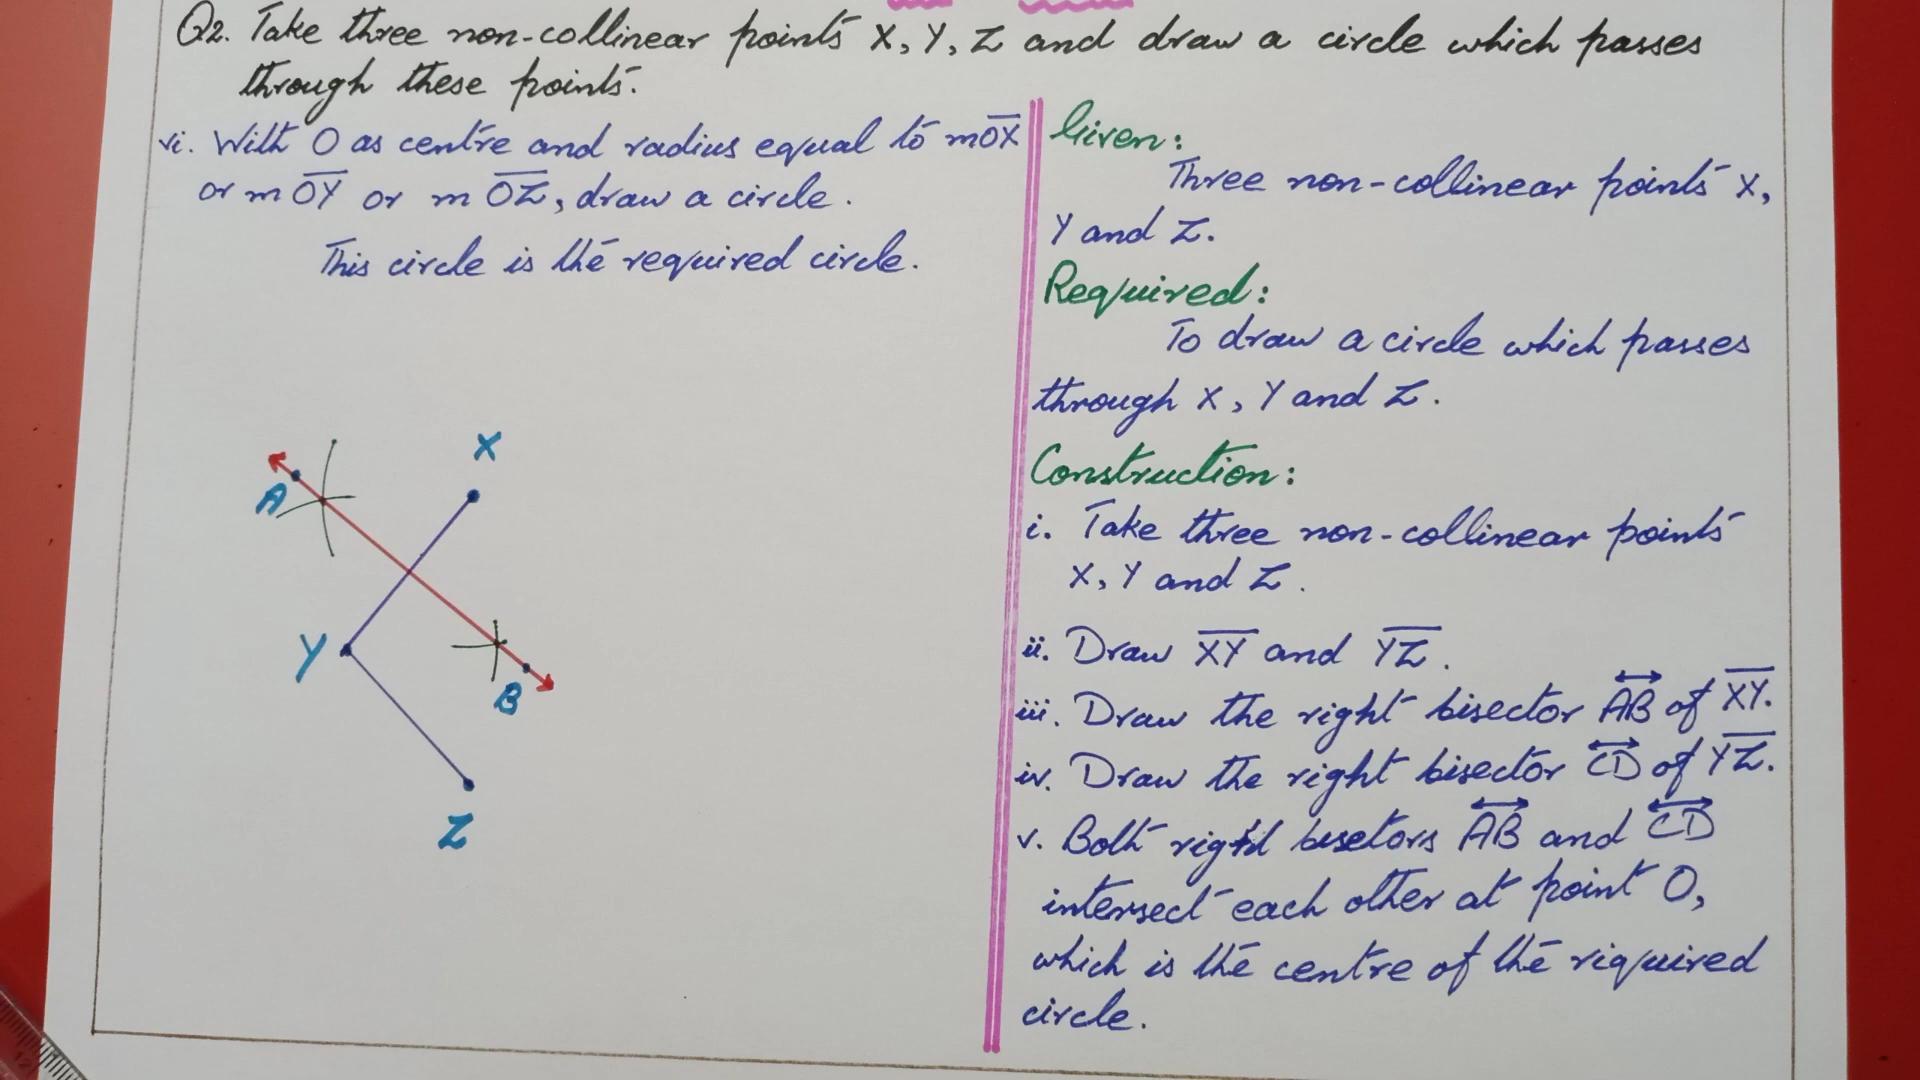 Q2. Take three non-collinear points X, Y, Z and draw a circle which passes
through these points.
vi. With O as centre and radius equal to mOX
or mOY or mOZ, draw a circle.
This circle is the required circle.
X
A
Y
B
Z
Given:
Three non-collinear points X,
Y and Z.
Required:
To draw a circle which passes
through X, Y and Z.
Construction:
i. Take three non-collinear points
X, Y and Z.
ii. Draw XY and YZ.
iii. Draw the right bisector AB of XY.
iv. Draw the right bisector CD of YZ.
v. Both bisetors AB and CD
intersect each other at point O,
which is the centre of the riquired
circle.
12